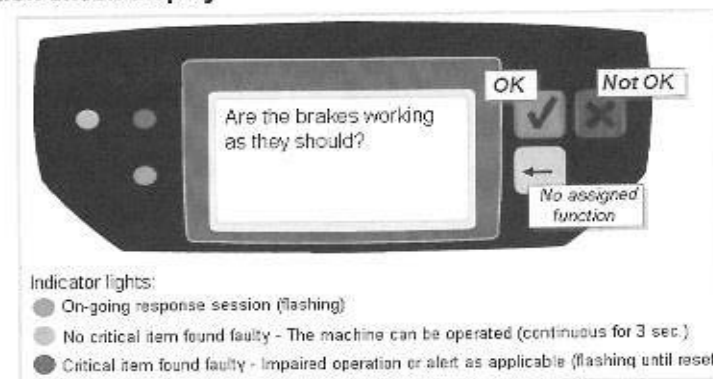 OK
Not OK
Are the brakes working
as they should?
No assigned
function
Indicator lights:
On-going response session (flashing)
No critical item found faulty - The machine can be operated (continuous for 3 sec.)
Critical item found faulty - Impaired operation or alert as applicable (flashing until reset